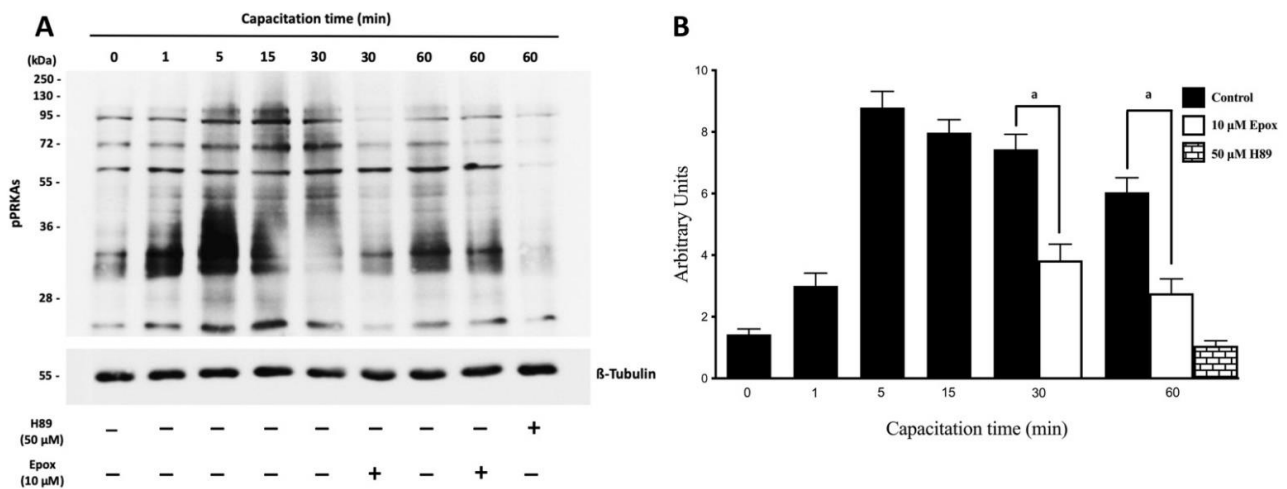 A
Capacitation time (min)
(kDa) 0 1 5 15 30 30 60 60 60
250 -
130 -
95 -
72 -
55 -
36 -
28 -
pPRKAs
55 - ß-Tubulin
H89 – – – – – – – – +
(50 µM)
Epox – – – – – + – + –
(10 µM)
B
10
8
6
4
2
0
Arbitrary Units
a a
Control
10 µM Epox
50 µM H89
0 1 5 15 30 60
Capacitation time (min)